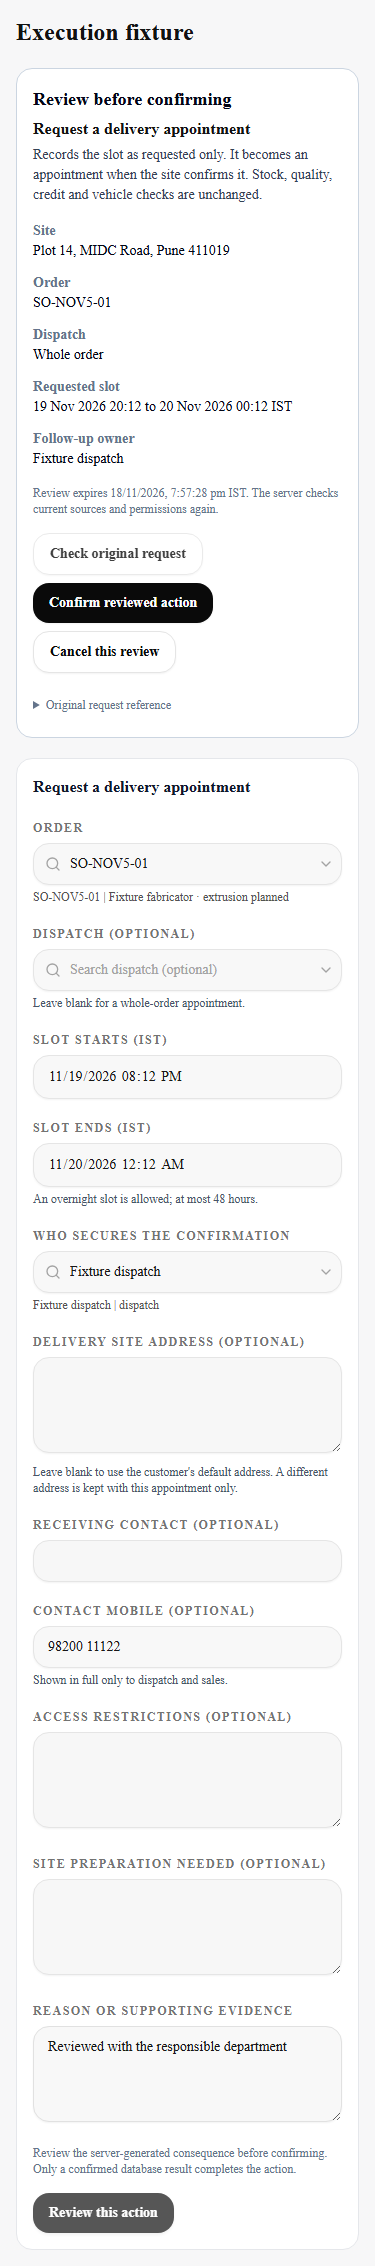 Execution fixture
Review before confirming
Request a delivery appointment
Records the slot as requested only. It becomes an
appointment when the site confirms it. Stock, quality,
credit and vehicle checks are unchanged.
Site
Plot 14, MIDC Road, Pune 411019
Order
SO-NOV5-01
Dispatch
Whole order
Requested slot
19 Nov 2026 20:12 to 20 Nov 2026 00:12 IST
Follow-up owner
Fixture dispatch
Review expires 18/11/2026, 7:57:28 pm IST. The server checks
current sources and permissions again.
Check original request
Confirm reviewed action
Cancel this review
Original request reference
Request a delivery appointment
ORDER
SO-NOV5-01
SO-NOV5-01 | Fixture fabricator · extrusion planned
DISPATCH (OPTIONAL)
Search dispatch (optional)
Leave blank for a whole-order appointment.
SLOT STARTS (IST)
11/19/2026 08:12 PM
SLOT ENDS (IST)
11/20/2026 12:12 AM
An overnight slot is allowed; at most 48 hours.
WHO SECURES THE CONFIRMATION
Fixture dispatch
Fixture dispatch | dispatch
DELIVERY SITE ADDRESS (OPTIONAL)
Leave blank to use the customer's default address. A different
address is kept with this appointment only.
RECEIVING CONTACT (OPTIONAL)
CONTACT MOBILE (OPTIONAL)
98200 11122
Shown in full only to dispatch and sales.
ACCESS RESTRICTIONS (OPTIONAL)
SITE PREPARATION NEEDED (OPTIONAL)
REASON OR SUPPORTING EVIDENCE
Reviewed with the responsible department
Review the server-generated consequence before confirming.
Only a confirmed database result completes the action.
Review this action